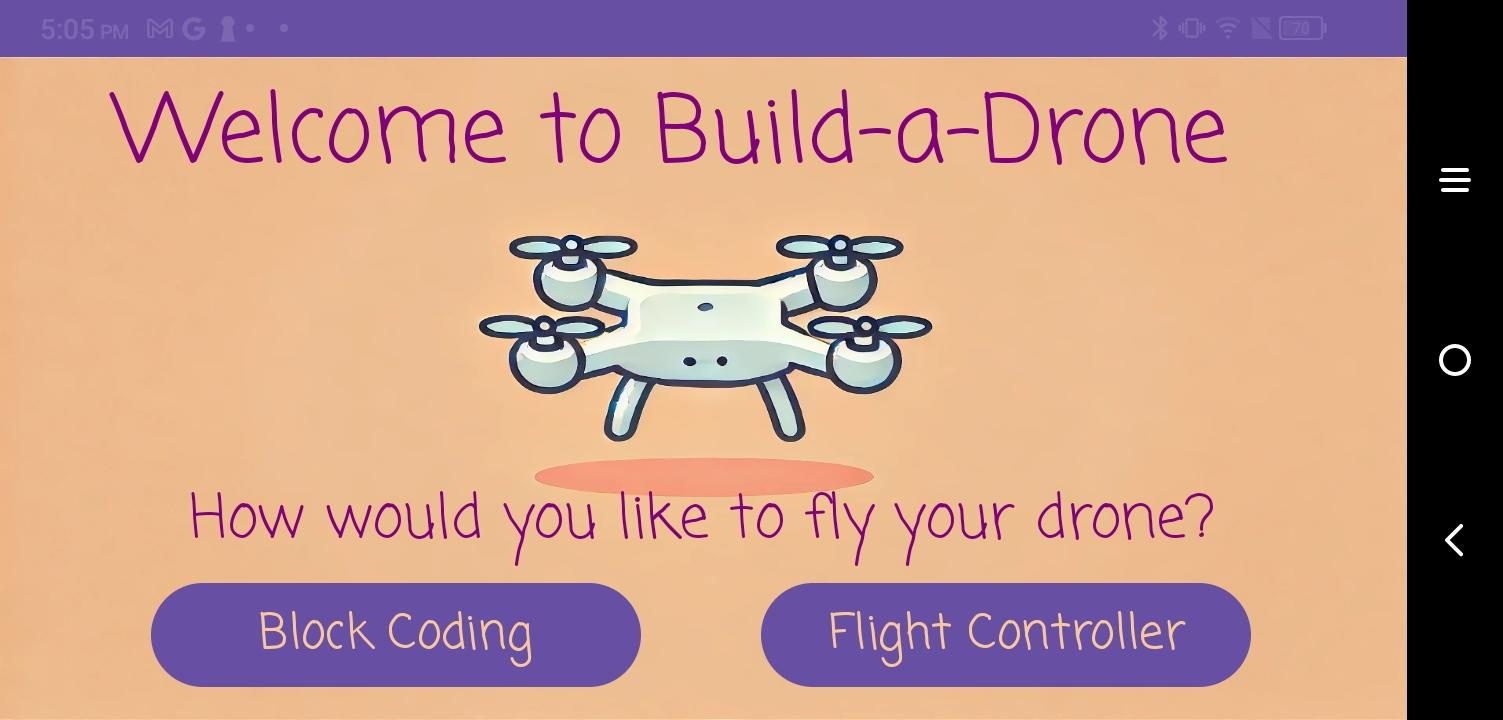 5:05 PM
70
Welcome to Build-a-Drone
How would you like to fly your drone?
Block Coding
Flight Controller